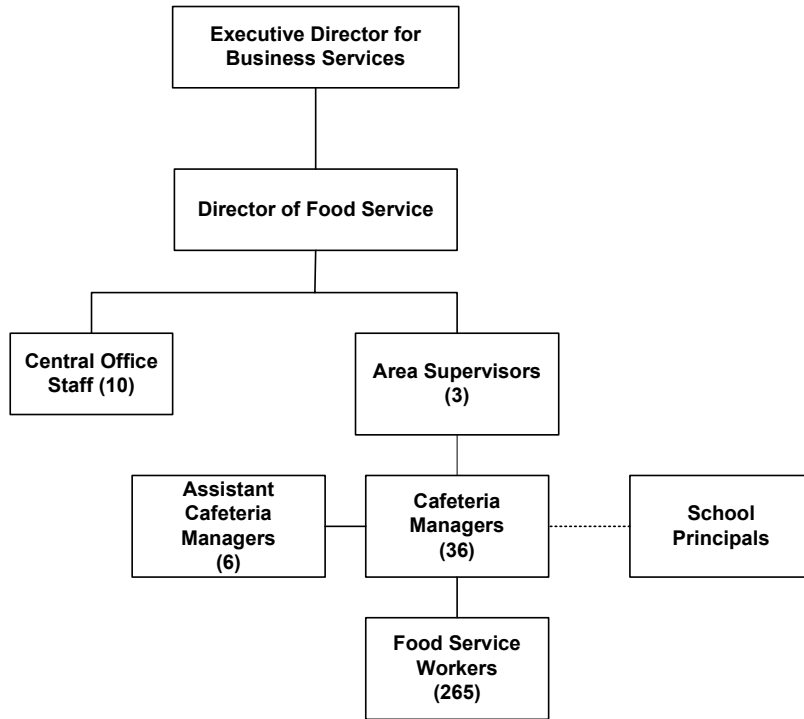 Executive Director for
Business Services
Director of Food Service
Central Office
Staff (10)
Area Supervisors
(3)
Assistant
Cafeteria
Managers
(6)
Cafeteria
Managers
(36)
School
Principals
Food Service
Workers
(265)